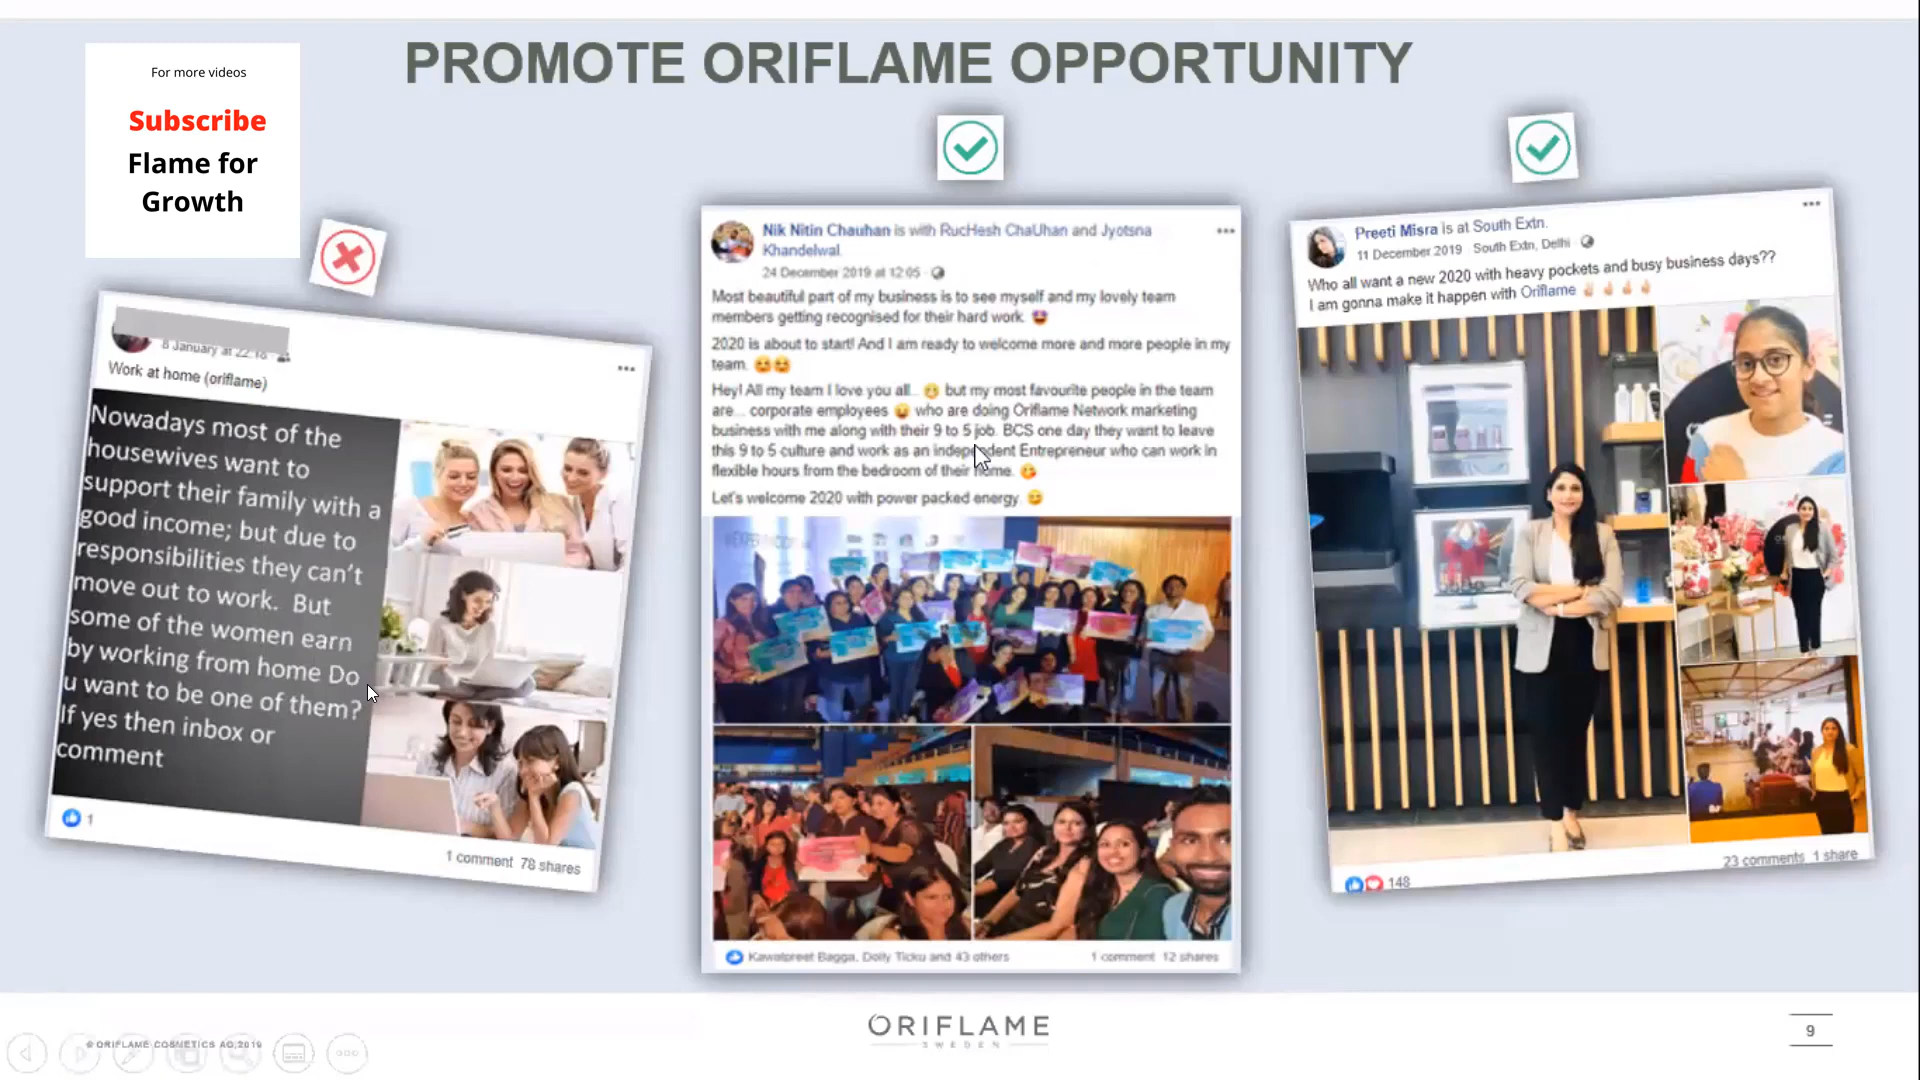 PROMOTE ORIFLAME OPPORTUNITY
For more videos
Subscribe
Flame for
Growth
8 January at 22:18
Work at home (oriflame)
Nowadays most of the
housewives want to
support their family with a
good income; but due to
responsibilities they can't
move out to work.  But
some of the women earn
by working from home Do
u want to be one of them?
If yes then inbox or
comment
1
1 comment 78 shares
Nik Nitin Chauhan is with RucHesh ChaUhan and Jyotsna
Khandelwal.
24 December 2019 at 12:05
Most beautiful part of my business is to see myself and my lovely team
members getting recognised for their hard work. 😍
2020 is about to start! And I am ready to welcome more and more people in my
team.
Hey! All my team I love you all... but my most favourite people in the team
are... corporate employees who are doing Oriflame Network marketing
business with me along with their 9 to 5 job. BCS one day they want to leave
this 9 to 5 culture and work as an independent Entrepreneur who can work in
flexible hours from the bedroom of their home.
Let's welcome 2020 with power packed energy
Kawalpreet Bagga, Dolly Ticku and 43 others
1 comment 12 shares
Preeti Misra is at South Extn.
11 December 2019 South Extn, Delhi
Who all want a new 2020 with heavy pockets and busy business days??
I am gonna make it happen with Oriflame
148
23 comments 1 share
© ORIFLAME COSMETICS AG, 2019
ORIFLAME
SWEDEN
9